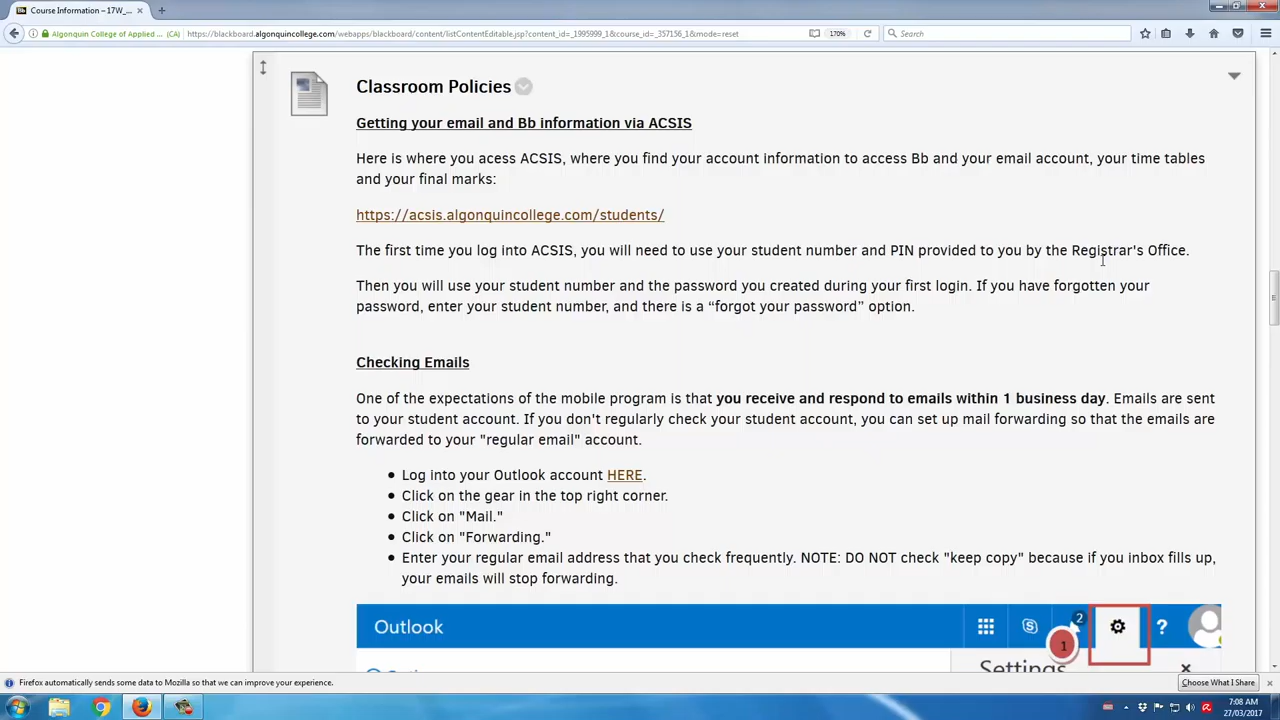 Course Information – 17W_...
Algonquin College of Applied ... (CA)
https://blackboard.algonquincollege.com/webapps/blackboard/content/listContentEditable.jsp?content_id=_1995999_1&course_id=_357156_1&mode=reset
170%
Search
Classroom Policies
Getting your email and Bb information via ACSIS
Here is where you acess ACSIS, where you find your account information to access Bb and your email account, your time tables
and your final marks:
https://acsis.algonquincollege.com/students/
The first time you log into ACSIS, you will need to use your student number and PIN provided to you by the Registrar's Office.
Then you will use your student number and the password you created during your first login. If you have forgotten your
password, enter your student number, and there is a “forgot your password” option.
Checking Emails
One of the expectations of the mobile program is that you receive and respond to emails within 1 business day. Emails are sent
to your student account. If you don't regularly check your student account, you can set up mail forwarding so that the emails are
forwarded to your "regular email" account.
• Log into your Outlook account HERE.
• Click on the gear in the top right corner.
• Click on "Mail."
• Click on "Forwarding."
• Enter your regular email address that you check frequently. NOTE: DO NOT check "keep copy" because if you inbox fills up,
your emails will stop forwarding.
Outlook
2
?
1
Settings
Firefox automatically sends some data to Mozilla so that we can improve your experience.
Choose What I Share
7:08 AM
27/03/2017